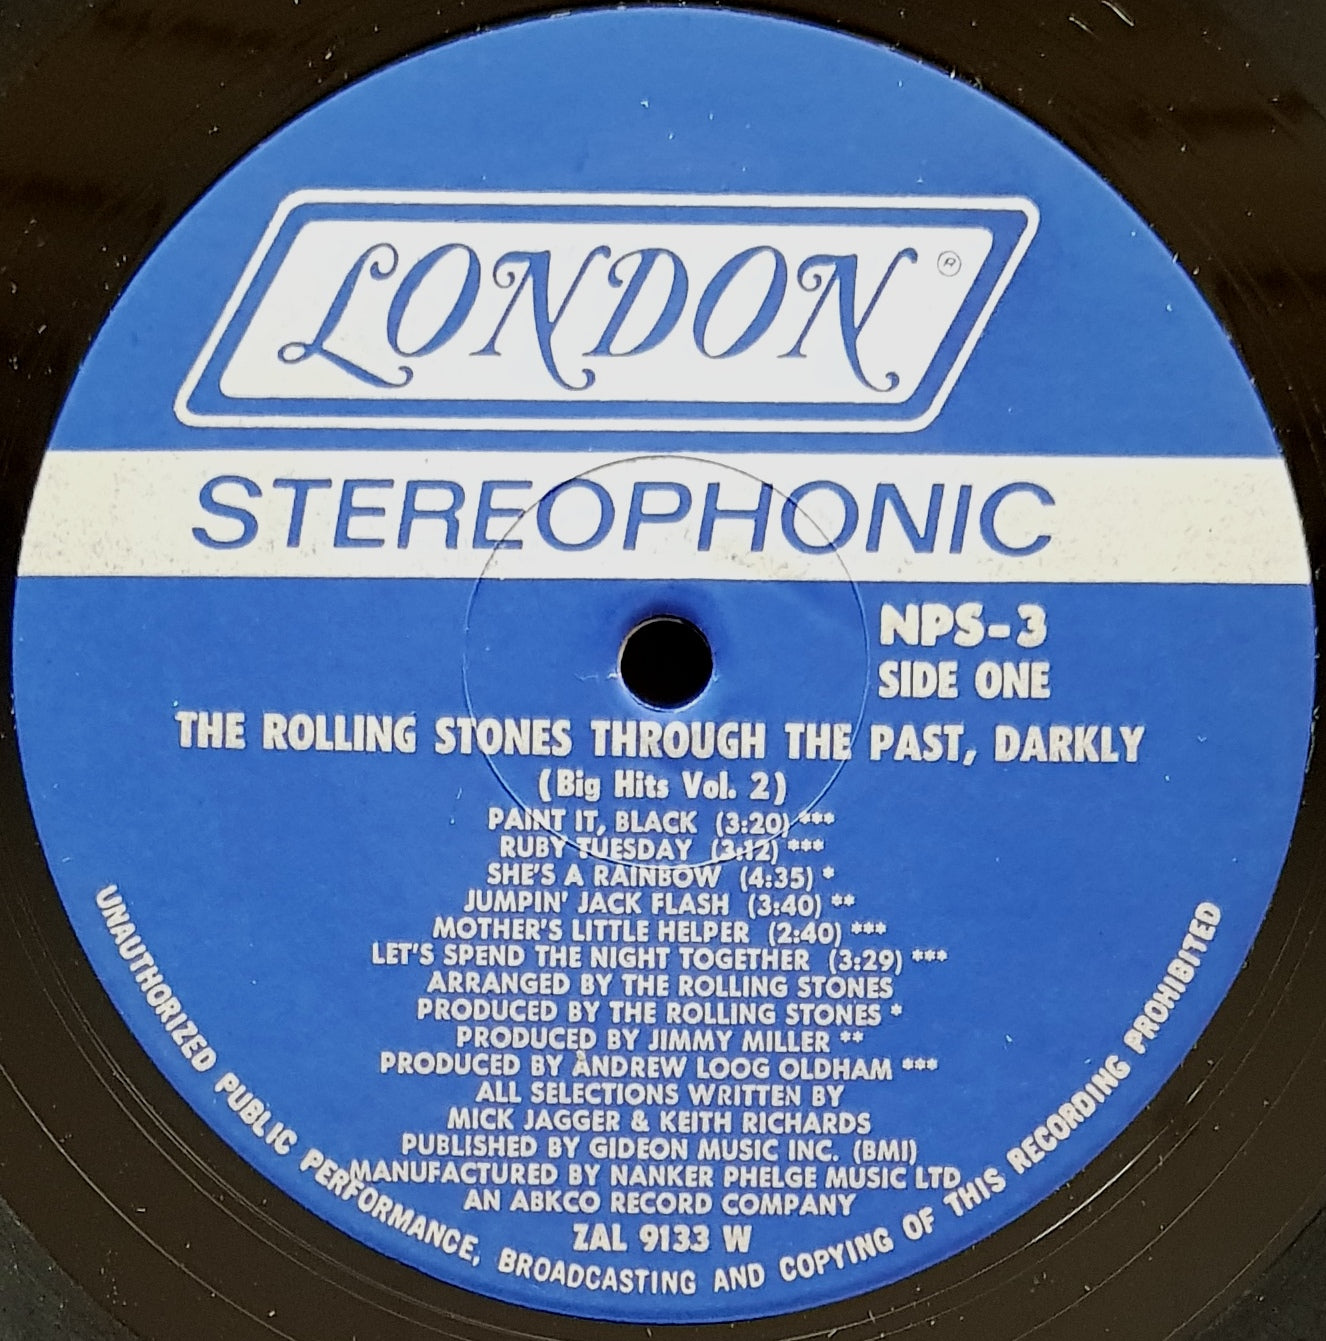 LONDON ®
STEREOPHONIC
NPS-3
SIDE ONE
THE ROLLING STONES THROUGH THE PAST, DARKLY
(Big Hits Vol. 2)
PAINT IT, BLACK (3:20) ***
RUBY TUESDAY (3:12) ***
SHE'S A RAINBOW (4:35) *
JUMPIN' JACK FLASH (3:40) **
MOTHER'S LITTLE HELPER (2:40) ***
LET'S SPEND THE NIGHT TOGETHER (3:29) ***
ARRANGED BY THE ROLLING STONES
PRODUCED BY THE ROLLING STONES *
PRODUCED BY JIMMY MILLER **
PRODUCED BY ANDREW LOOG OLDHAM ***
ALL SELECTIONS WRITTEN BY
MICK JAGGER & KEITH RICHARDS
PUBLISHED BY GIDEON MUSIC INC. (BMI)
MANUFACTURED BY NANKER PHELGE MUSIC LTD
AN ABKCO RECORD COMPANY
ZAL 9133 W
UNAUTHORIZED PUBLIC PERFORMANCE, BROADCASTING AND COPYING OF THIS RECORDING PROHIBITED